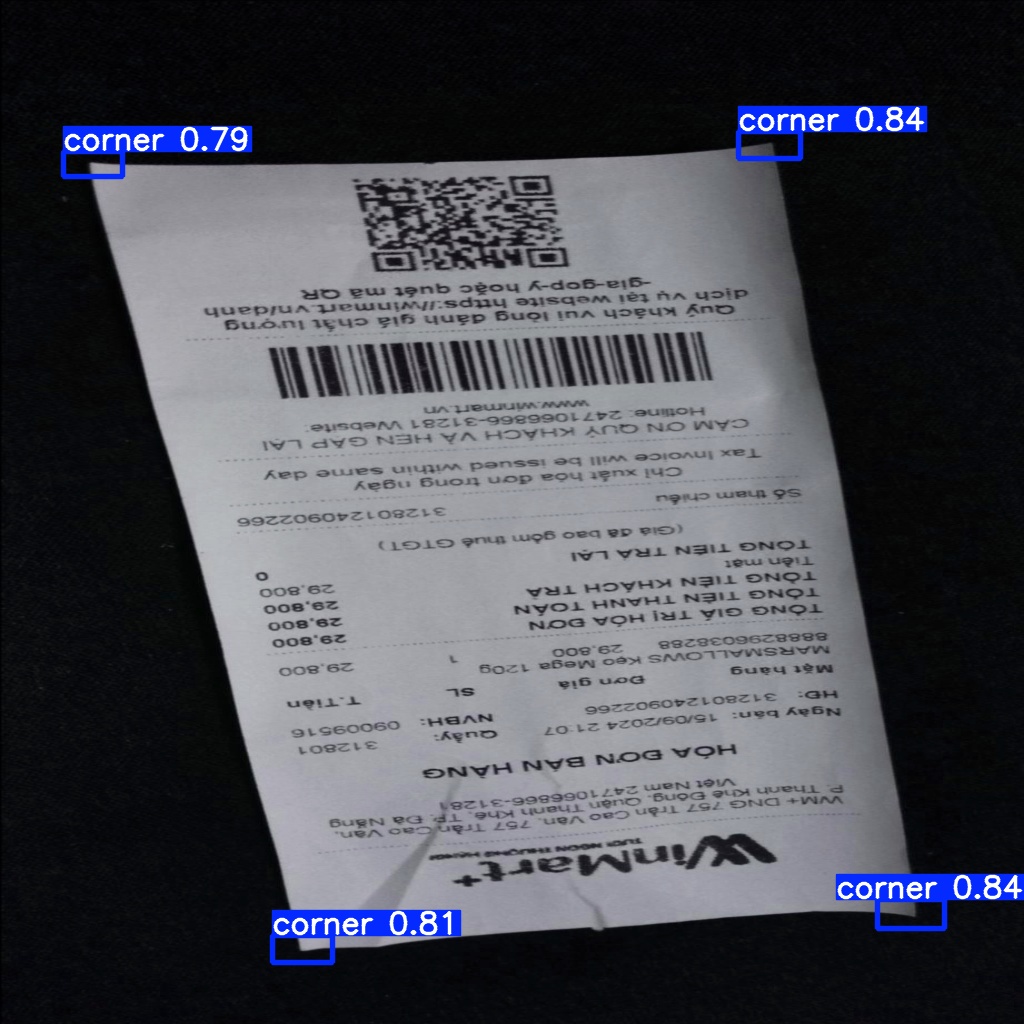 corner 0.79
corner 0.84
corner 0.81
corner 0.84
WinMart+
WM+ DNG 757 Trần Cao Vân, 757 Trần Cao Vân,
P. Thanh Khê Đông, Quận Thanh Khê, TP. Đà Nẵng
Việt Nam 2471066866-31281
HÓA ĐƠN BÁN HÀNG
Ngày bán: 15/09/2024 21:07 Quầy: 312801
HĐ: 312801240902266 NVBH: 09009516
Mặt hàng Đơn giá SL T.Tiền
MARSMALLOWS Kẹo Mega 120g
8888296038288 29,800 1 29,800
TỔNG GIÁ TRỊ HÓA ĐƠN 29,800
TỔNG TIỀN THANH TOÁN 29,800
TỔNG TIỀN KHÁCH TRẢ 29,800
Tiền mặt 29,800
TỔNG TIỀN TRẢ LẠI 0
(Giá đã bao gồm thuế GTGT)
Số tham chiếu 312801240902266
Chỉ xuất hóa đơn trong ngày
Tax invoice will be issued within same day
CẢM ƠN QUÝ KHÁCH VÀ HẸN GẶP LẠI
Hotline: 2471066866-31281 Website:
www.winmart.vn
Quý khách vui lòng đánh giá chất lượng
dịch vụ tại website https://winmart.vn/danh
-gia-gop-y hoặc quét mã QR